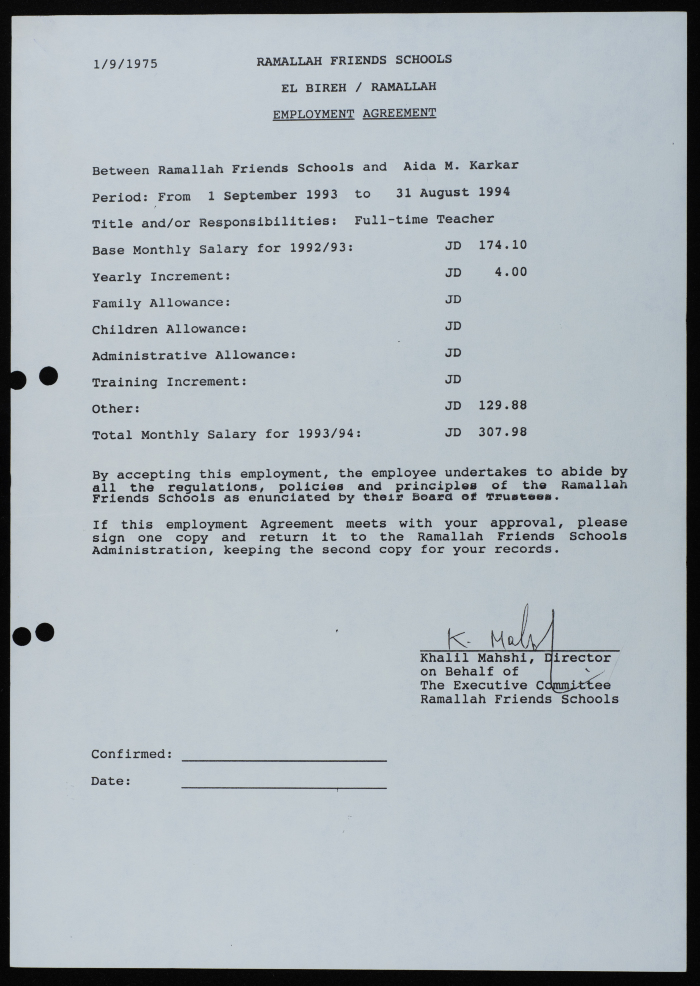 1/9/1975
RAMALLAH FRIENDS SCHOOLS
EL BIREH / RAMALLAH
EMPLOYMENT AGREEMENT
Between Ramallah Friends Schools and Aida M. Karkar
Period: From 1 September 1993 to 31 August 1994
Title and/or Responsibilities: Full-time Teacher
Base Monthly Salary for 1992/93: JD 174.10
Yearly Increment: JD 4.00
Family Allowance: JD
Children Allowance: JD
Administrative Allowance: JD
Training Increment: JD
Other: JD 129.88
Total Monthly Salary for 1993/94: JD 307.98
By accepting this employment, the employee undertakes to abide by
all the regulations, policies and principles of the Ramallah
Friends Schools as enunciated by their Board of Trustees.
If this employment Agreement meets with your approval, please
sign one copy and return it to the Ramallah Friends Schools
Administration, keeping the second copy for your records.
Khalil Mahshi, Director
on Behalf of
The Executive Committee
Ramallah Friends Schools
Confirmed:
Date: